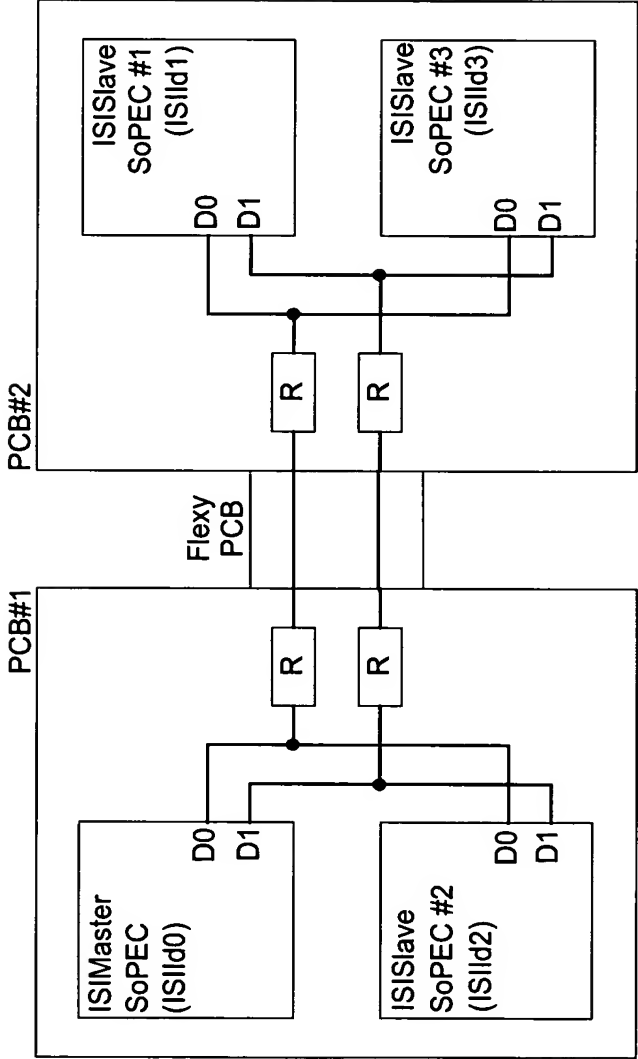 PCB#1
ISIMaster
SoPEC
(ISIId0)
D0
D1
ISISlave
SoPEC #2
(ISIId2)
D0
D1
R
R
Flexy
PCB
PCB#2
R
R
ISISlave
SoPEC #1
(ISIId1)
D0
D1
ISISlave
SoPEC #3
(ISIId3)
D0
D1